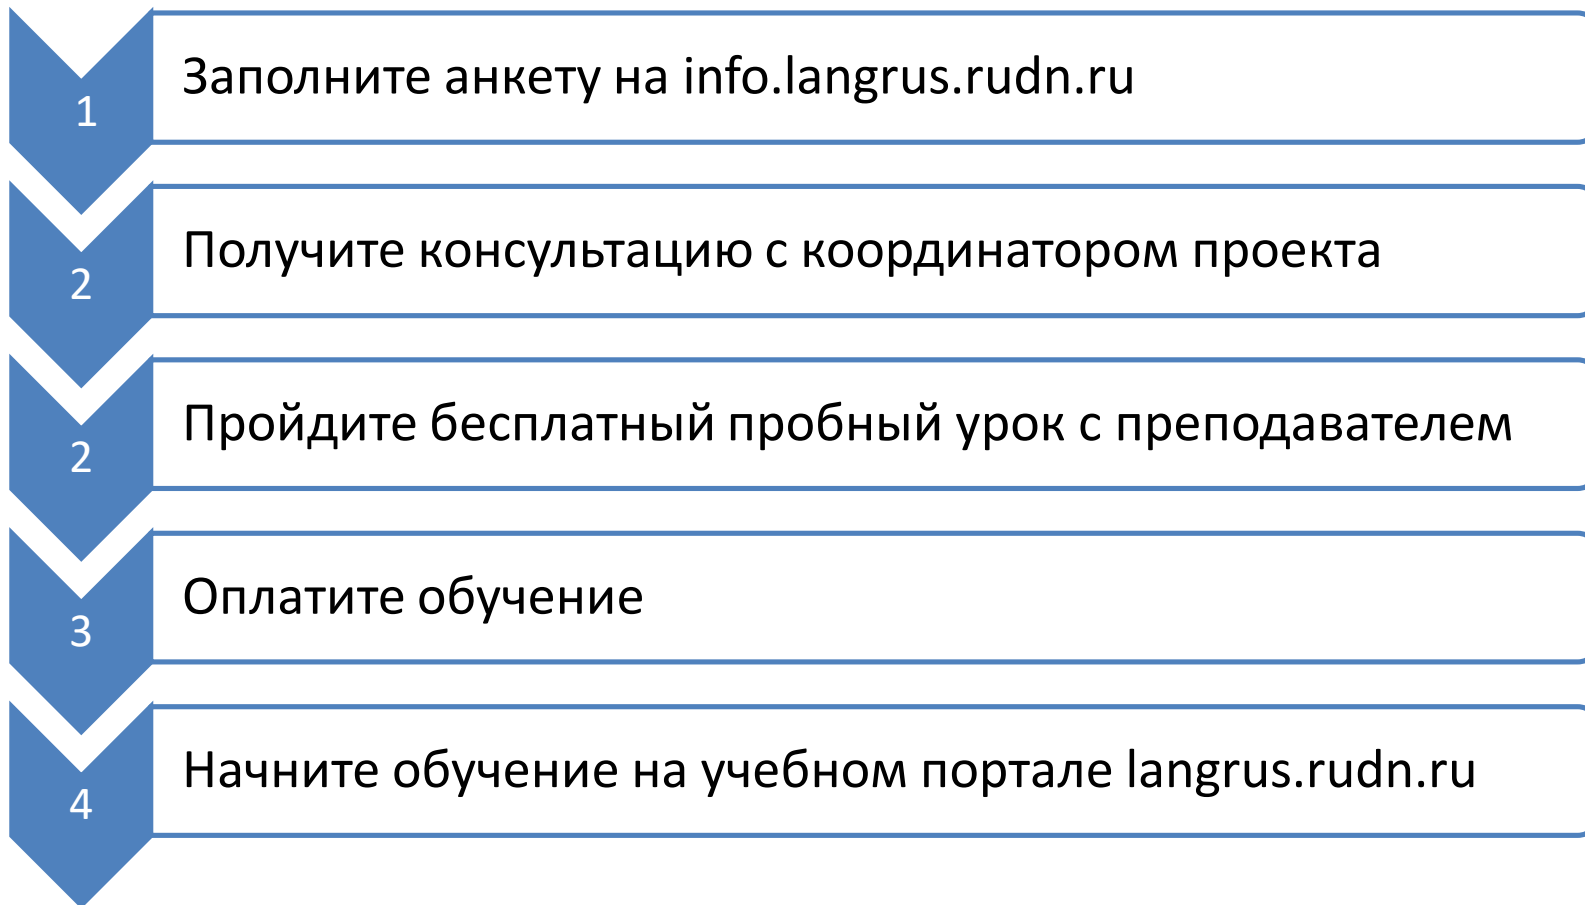 1
Заполните анкету на info.langrus.rudn.ru
2
Получите консультацию с координатором проекта
2
Пройдите бесплатный пробный урок с преподавателем
3
Оплатите обучение
4
Начните обучение на учебном портале langrus.rudn.ru